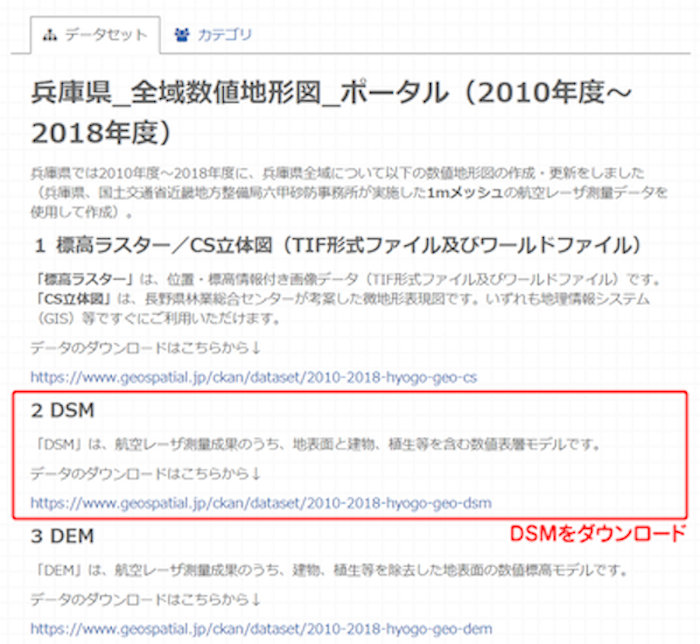 データセット カテゴリ
兵庫県_全域数値地形図_ポータル（2010年度～
2018年度）
兵庫県では2010年度～2018年度に、兵庫県全域について以下の数値地形図の作成・更新をしました
（兵庫県、国土交通省近畿地方整備局六甲砂防事務所が実施した1mメッシュの航空レーザ測量データを
使用して作成）。
1 標高ラスター／CS立体図（TIF形式ファイル及びワールドファイル）
「標高ラスター」は、位置・標高情報付き画像データ（TIF形式ファイル及びワールドファイル）です。
「CS立体図」は、長野県林業総合センターが考案した微地形表現図です。いずれも地理情報システム
（GIS）等ですぐにご利用いただけます。
データのダウンロードはこちらから↓
https://www.geospatial.jp/ckan/dataset/2010-2018-hyogo-geo-cs
2 DSM
「DSM」は、航空レーザ測量成果のうち、地表面と建物、植生等を含む数値表層モデルです。
データのダウンロードはこちらから↓
https://www.geospatial.jp/ckan/dataset/2010-2018-hyogo-geo-dsm
DSMをダウンロード
3 DEM
「DEM」は、航空レーザ測量成果のうち、建物、植生等を除去した地表面の数値標高モデルです。
データのダウンロードはこちらから↓
https://www.geospatial.jp/ckan/dataset/2010-2018-hyogo-geo-dem